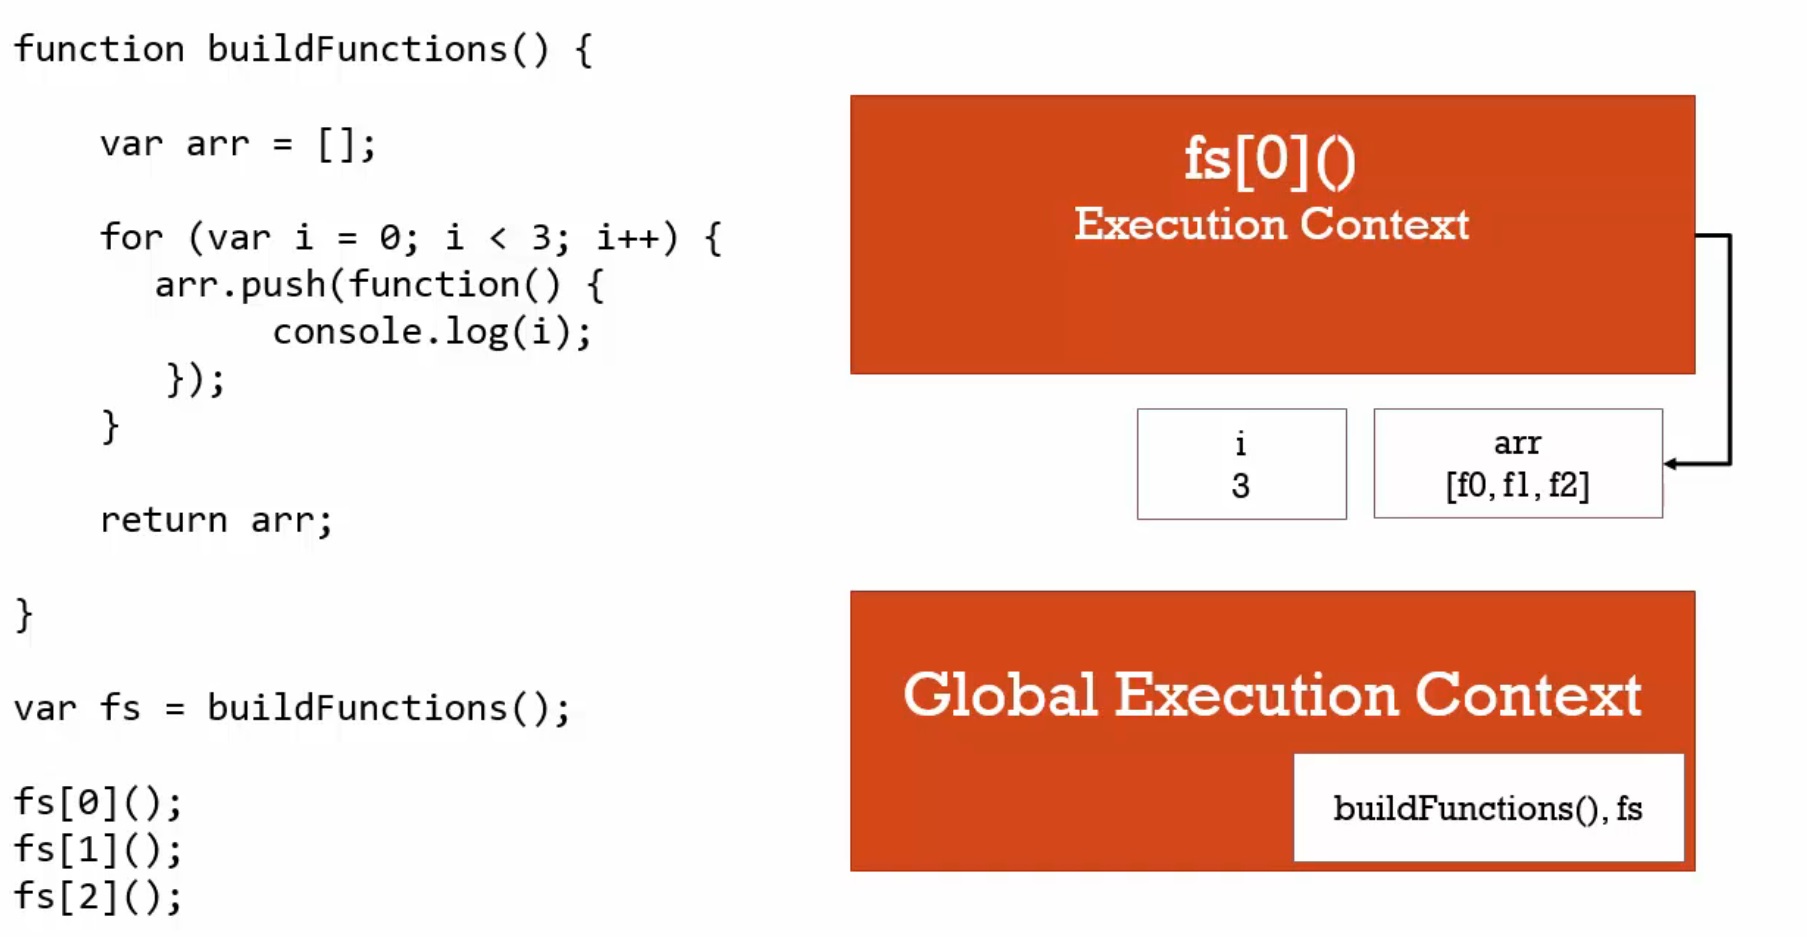 function buildFunctions() {
var arr = [];
for (var i = 0; i < 3; i++) {
arr.push(function() {
console.log(i);
});
}
return arr;
}
var fs = buildFunctions();
fs[0]();
fs[1]();
fs[2]();
fs[0]()
Execution Context
i
3
arr
[f0, f1, f2]
Global Execution Context
buildFunctions(), fs